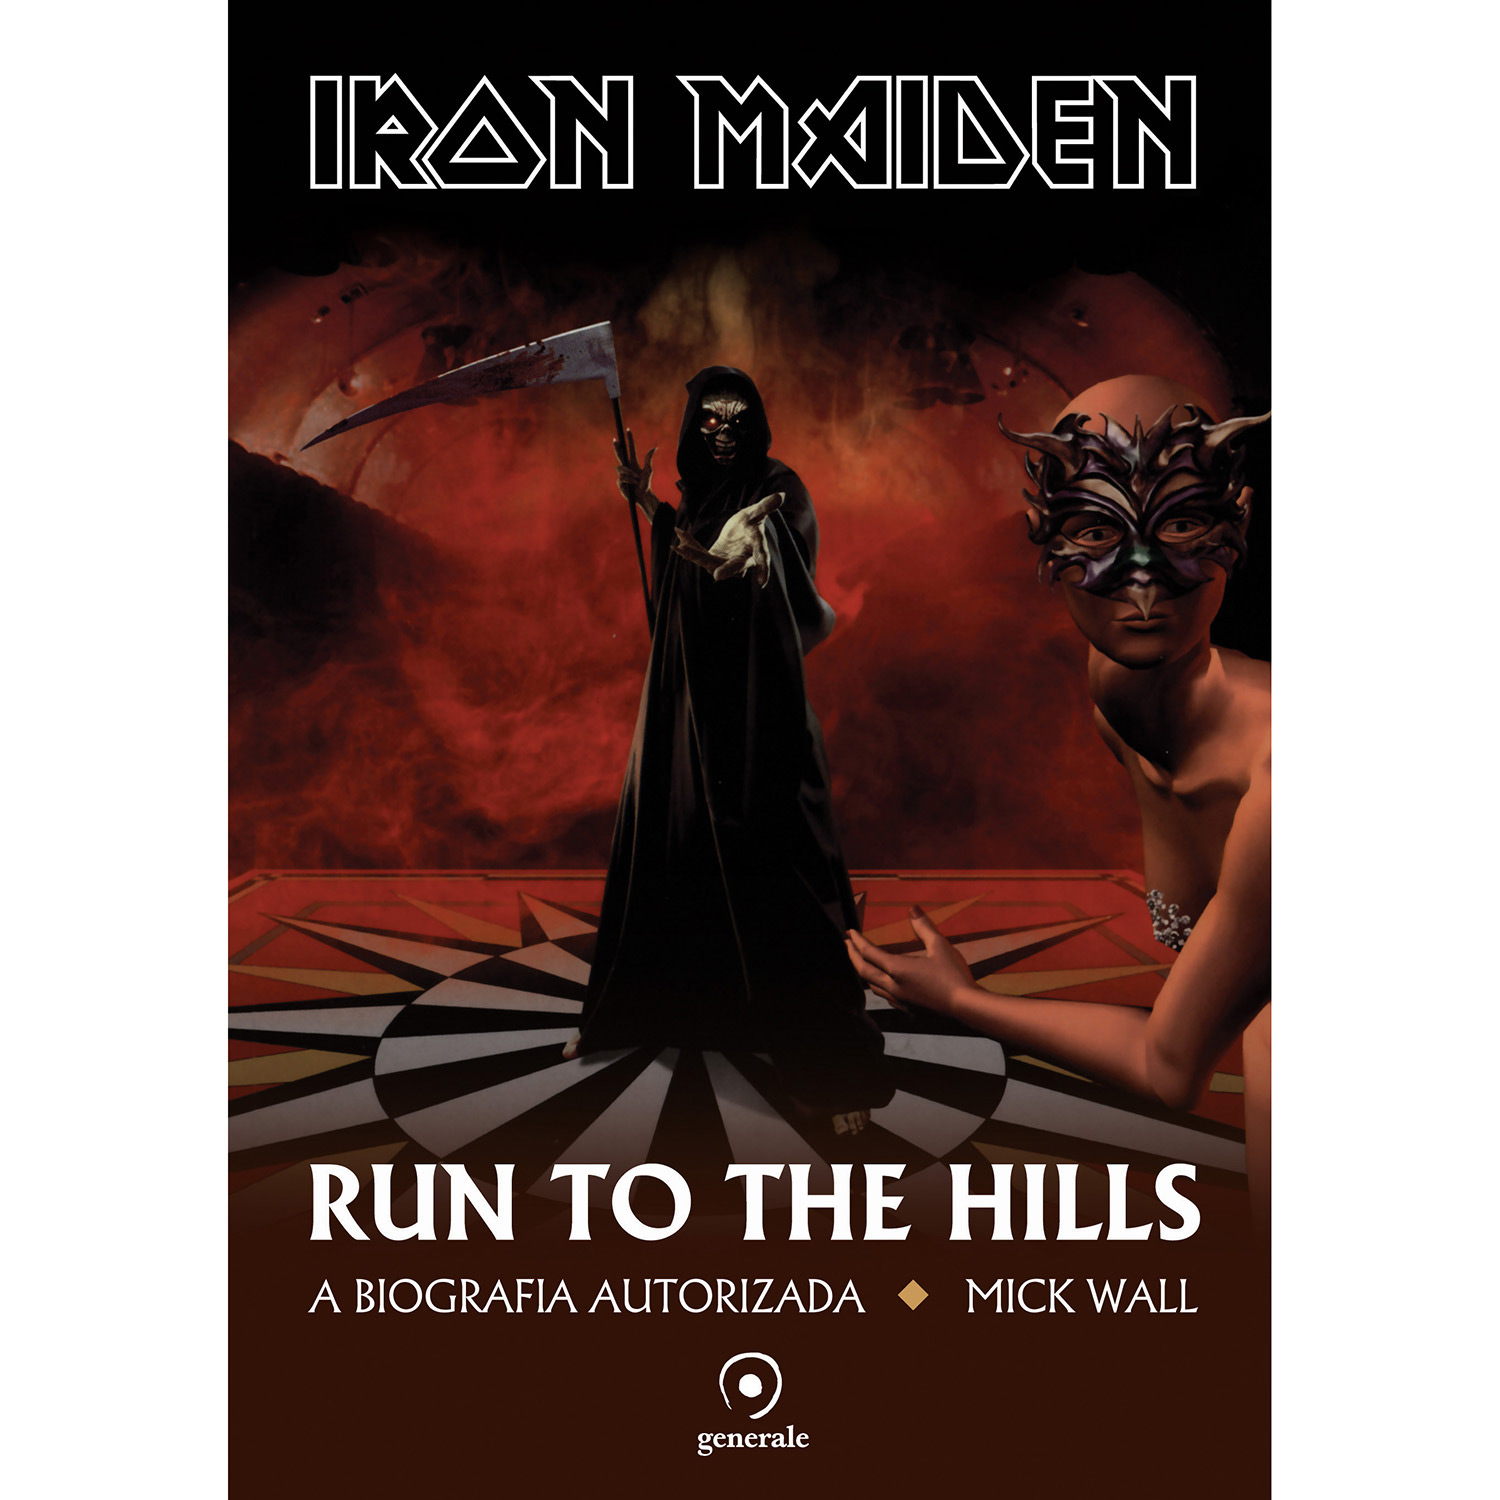 IRON MAIDEN
RUN TO THE HILLS
A BIOGRAFIA AUTORIZADA ◆ MICK WALL
generale